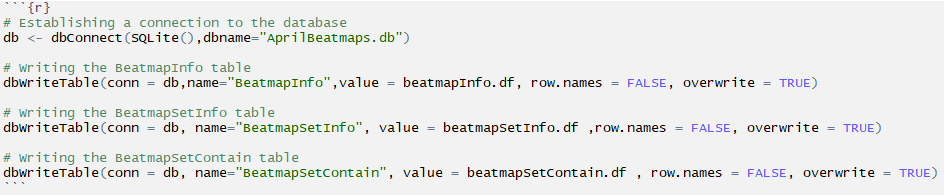 ```{r}
# Establishing a connection to the database
db <- dbConnect(SQLite(),dbname="AprilBeatmaps.db")
# Writing the BeatmapInfo table
dbWriteTable(conn = db,name="BeatmapInfo",value = beatmapInfo.df, row.names = FALSE, overwrite = TRUE)
# Writing the BeatmapSetInfo table
dbWriteTable(conn = db, name="BeatmapSetInfo", value = beatmapSetInfo.df ,row.names = FALSE, overwrite = TRUE)
# Writing the BeatmapSetContain table
dbWriteTable(conn = db, name="BeatmapSetContain", value = beatmapSetContain.df , row.names = FALSE, overwrite = TRUE)
```